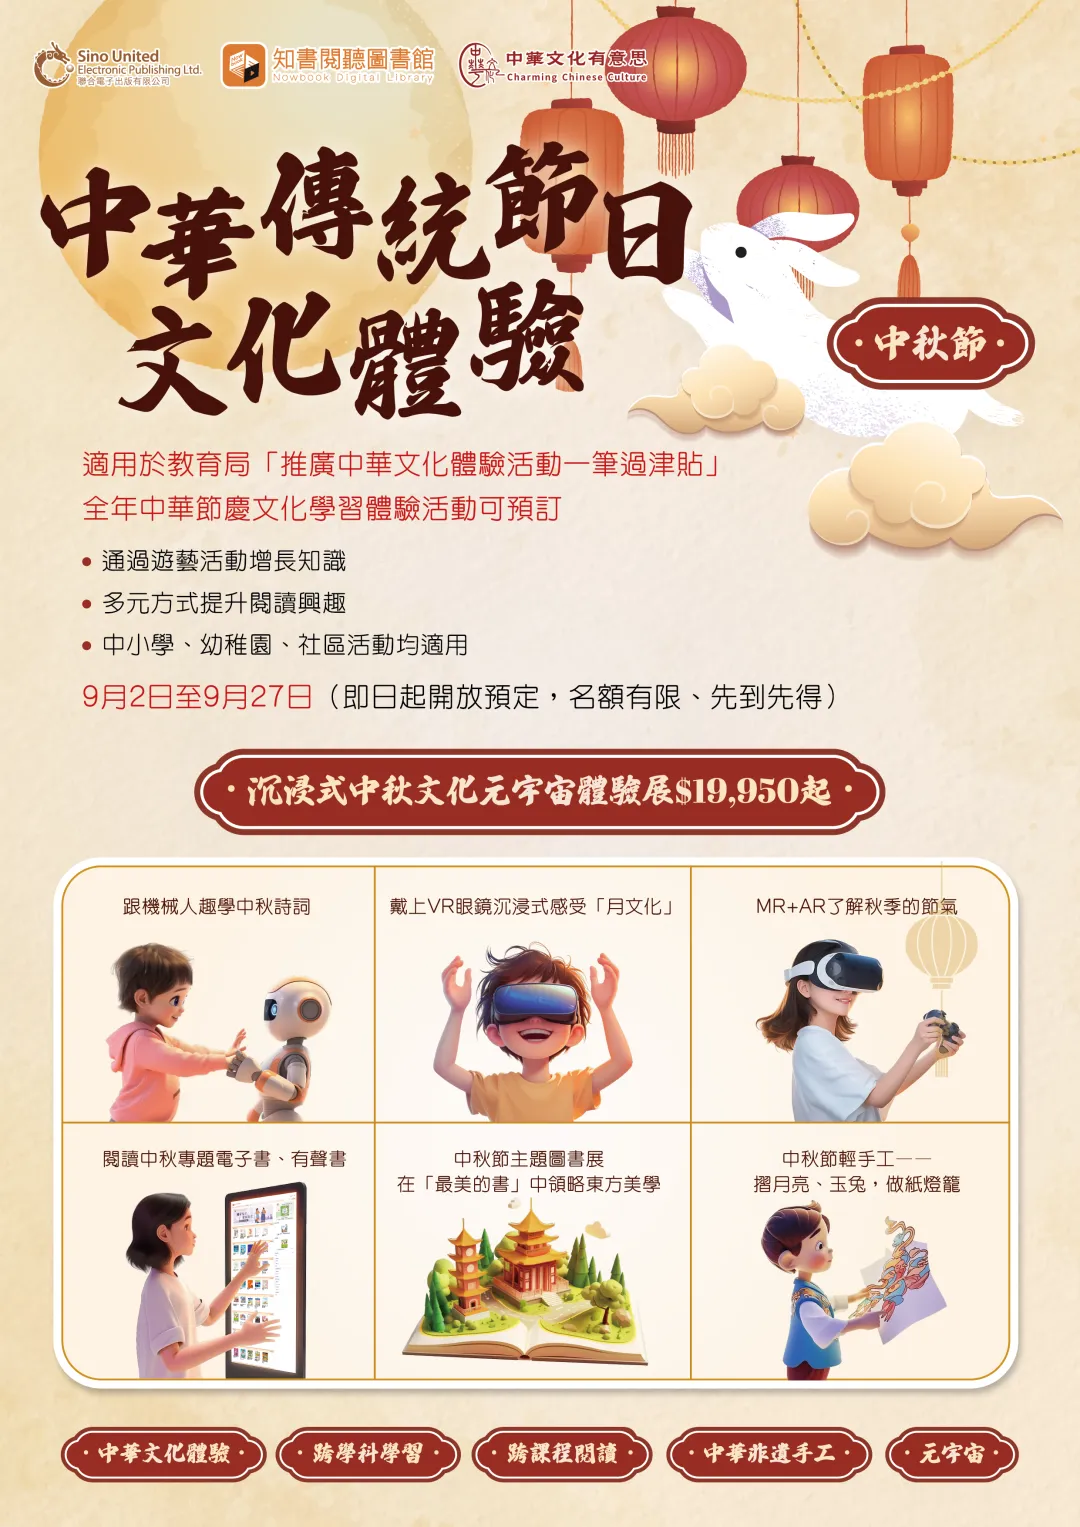 Sino United
Electronic Publishing Ltd.
聯合電子出版有限公司
知書閱聽圖書館
Nowbook Digital Library
中華文化有意思
Charming Chinese Culture
中華傳統節日
文化體驗
·中秋節·
適用於教育局「推廣中華文化體驗活動一筆過津貼」
全年中華節慶文化學習體驗活動可預訂
• 通過遊藝活動增長知識
• 多元方式提升閱讀興趣
• 中小學、幼稚園、社區活動均適用
9月2日至9月27日（即日起開放預定，名額有限、先到先得）
·沉浸式中秋文化元宇宙體驗展$19,950起·
跟機械人趣學中秋詩詞
戴上VR眼鏡沉浸式感受「月文化」
MR+AR了解秋季的節氣
閱讀中秋專題電子書、有聲書
中秋節主題圖書展
在「最美的書」中領略東方美學
中秋節輕手工——
摺月亮、玉兔，做紙燈籠
·中華文化體驗·
·跨學科學習·
·跨課程閱讀·
·中華非遺手工·
·元宇宙·